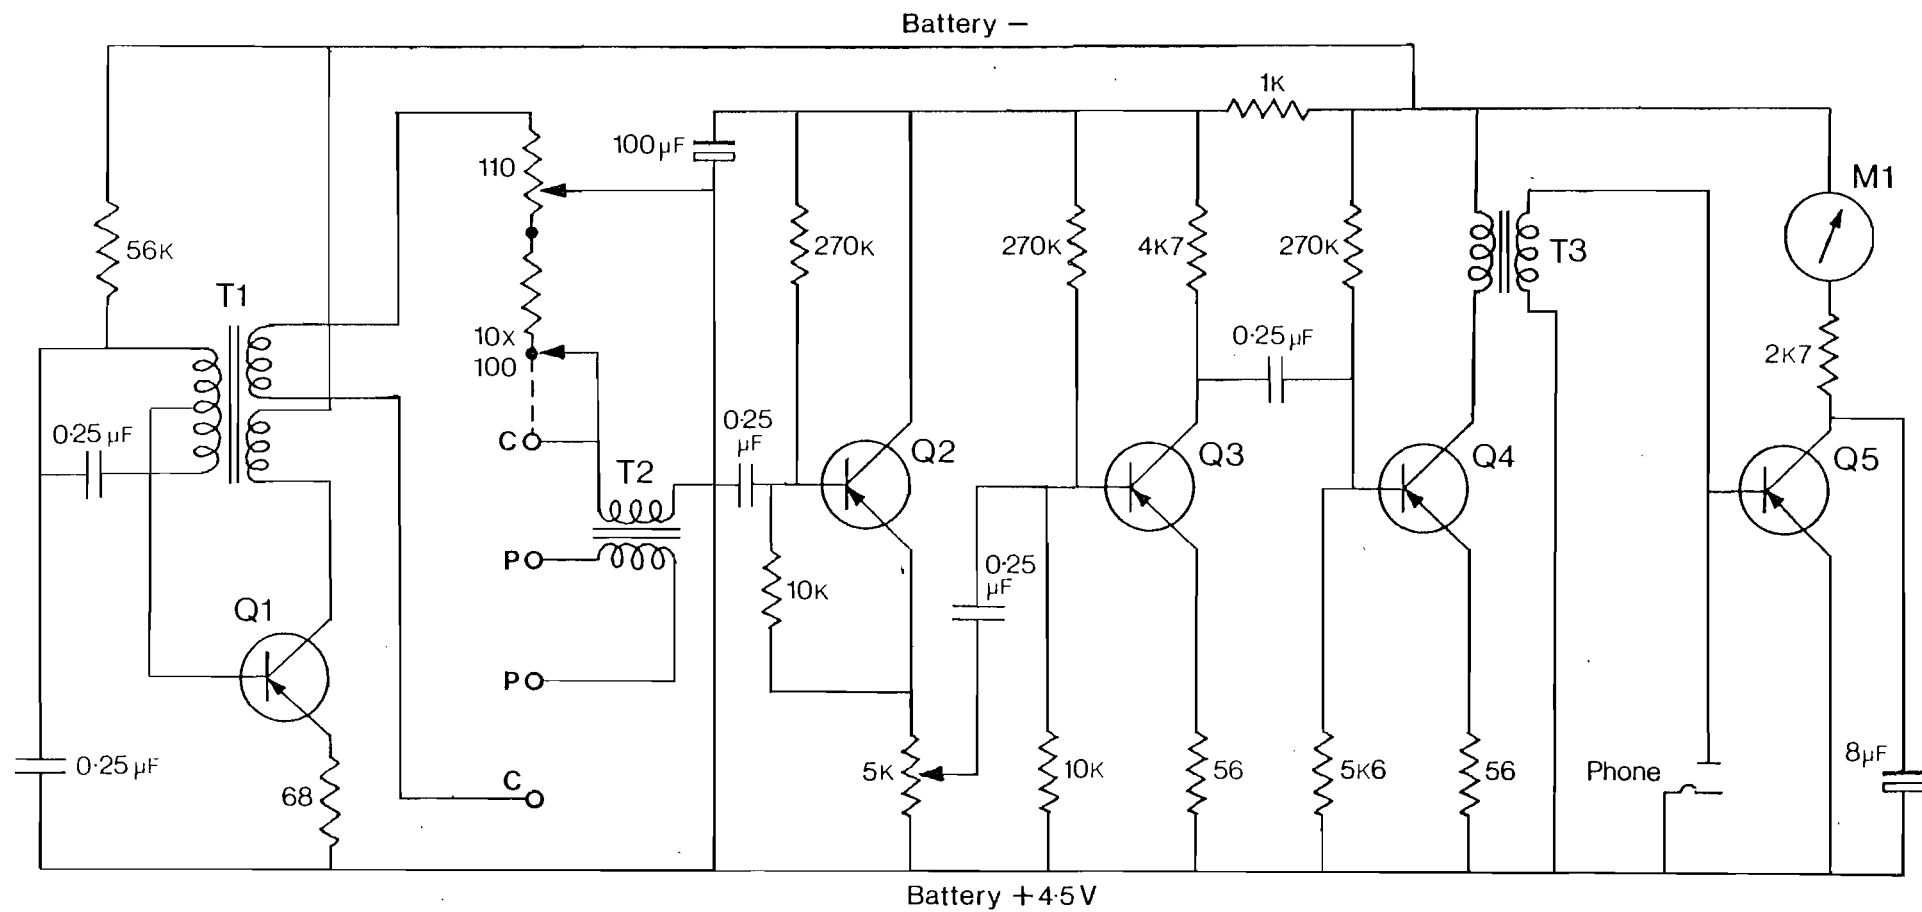 Battery −
1K
100µF
110
M1
56K
270K
270K
4K7
270K
T3
T1
10x
100
0·25µF
2K7
0·25µF
C
0·25
µF
Q2
Q3
Q4
Q5
T2
P
0·25
µF
10K
Q1
P
0·25µF
68
C
5K
10K
56
5K6
56
Phone
8µF
Battery +4·5V